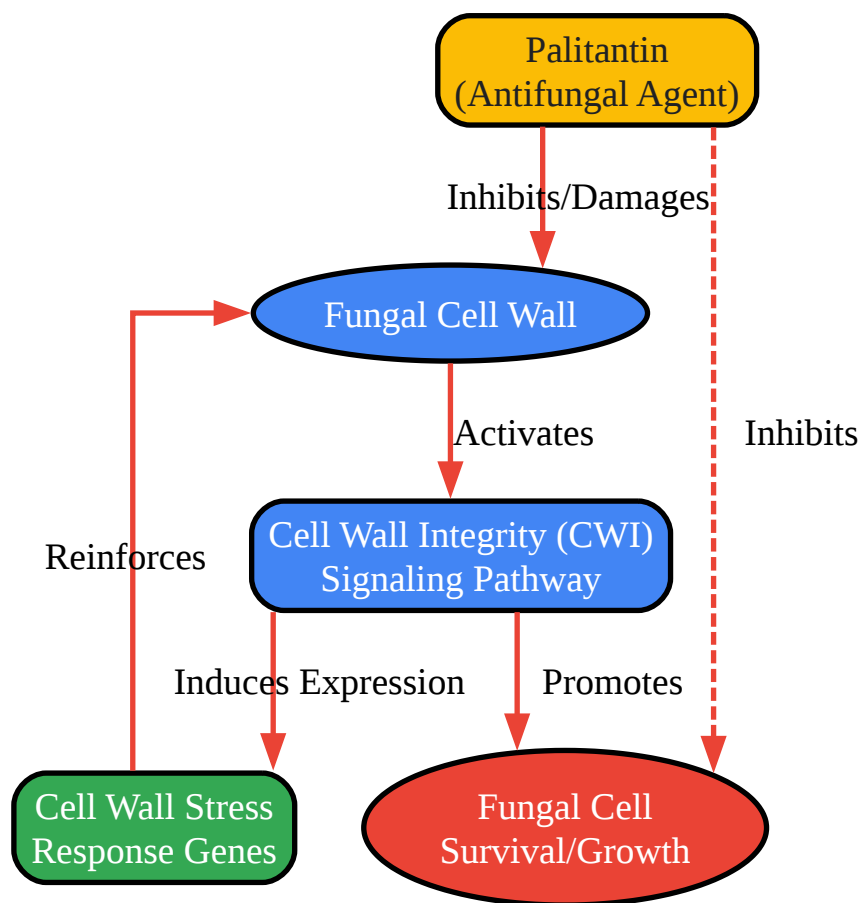 Palitantin
(Antifungal Agent)
Inhibits/Damages
Fungal Cell Wall
Activates
Inhibits
Cell Wall Integrity (CWI)
Signaling Pathway
Reinforces
Induces Expression
Promotes
Cell Wall Stress
Response Genes
Fungal Cell
Survival/Growth